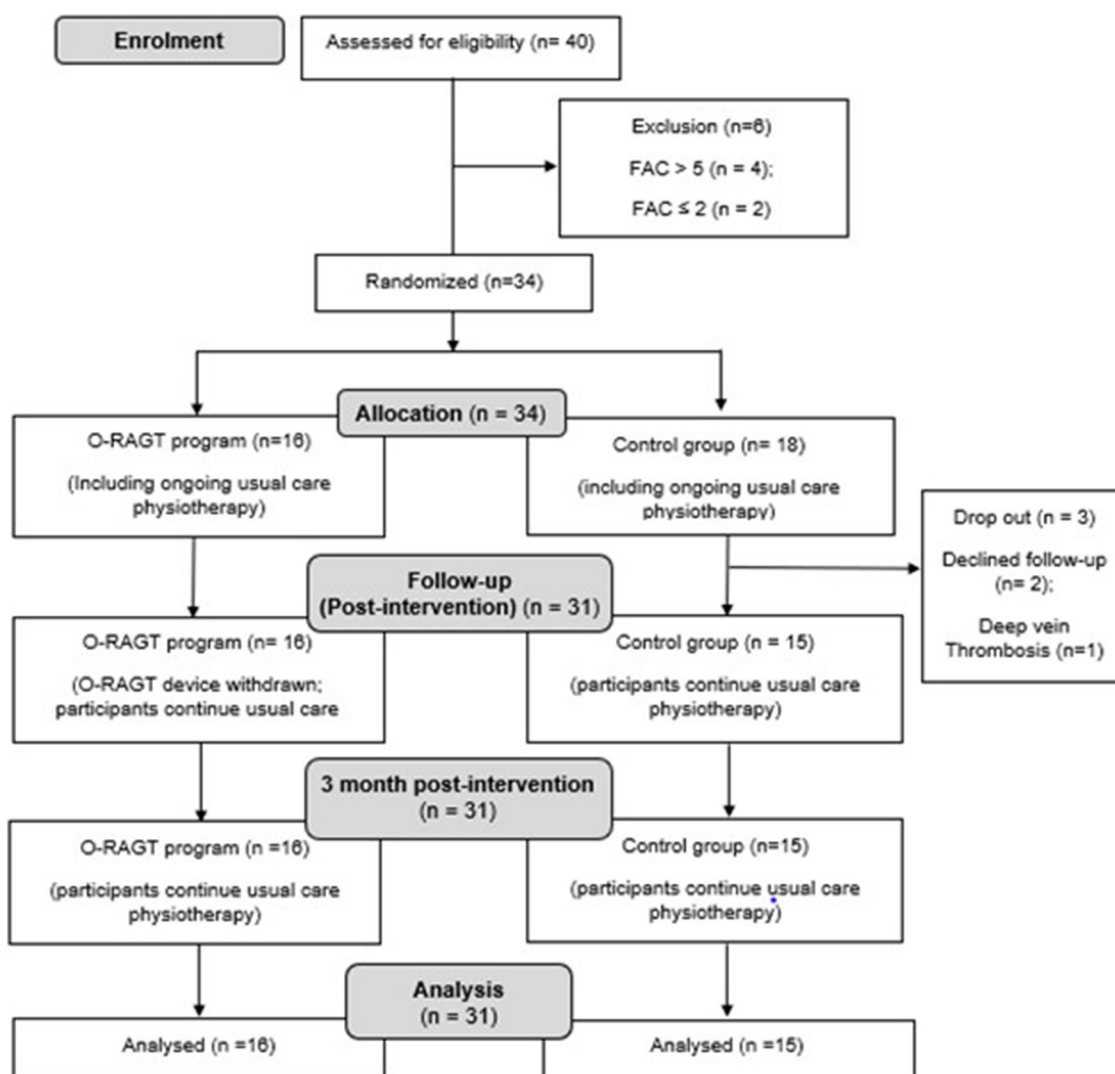 Enrolment
Assessed for eligibility (n= 40)
Exclusion (n=6)
FAC > 5 (n = 4);
FAC ≤ 2 (n = 2)
Randomized (n=34)
Allocation (n = 34)
O-RAGT program (n=16)
(Including ongoing usual care
physiotherapy)
Control group (n= 18)
(including ongoing usual care
physiotherapy)
Drop out (n = 3)
Declined follow-up
(n= 2);
Deep vein
Thrombosis (n=1)
Follow-up
(Post-intervention) (n = 31)
O-RAGT program (n= 16)
(O-RAGT device withdrawn;
participants continue usual care
Control group (n = 15)
(participants continue usual care
physiotherapy)
3 month post-intervention
(n = 31)
O-RAGT program (n =16)
(participants continue usual care
physiotherapy)
Control group (n=15)
(participants continue usual care
physiotherapy)
Analysis
(n = 31)
Analysed (n =16)
Analysed (n =15)